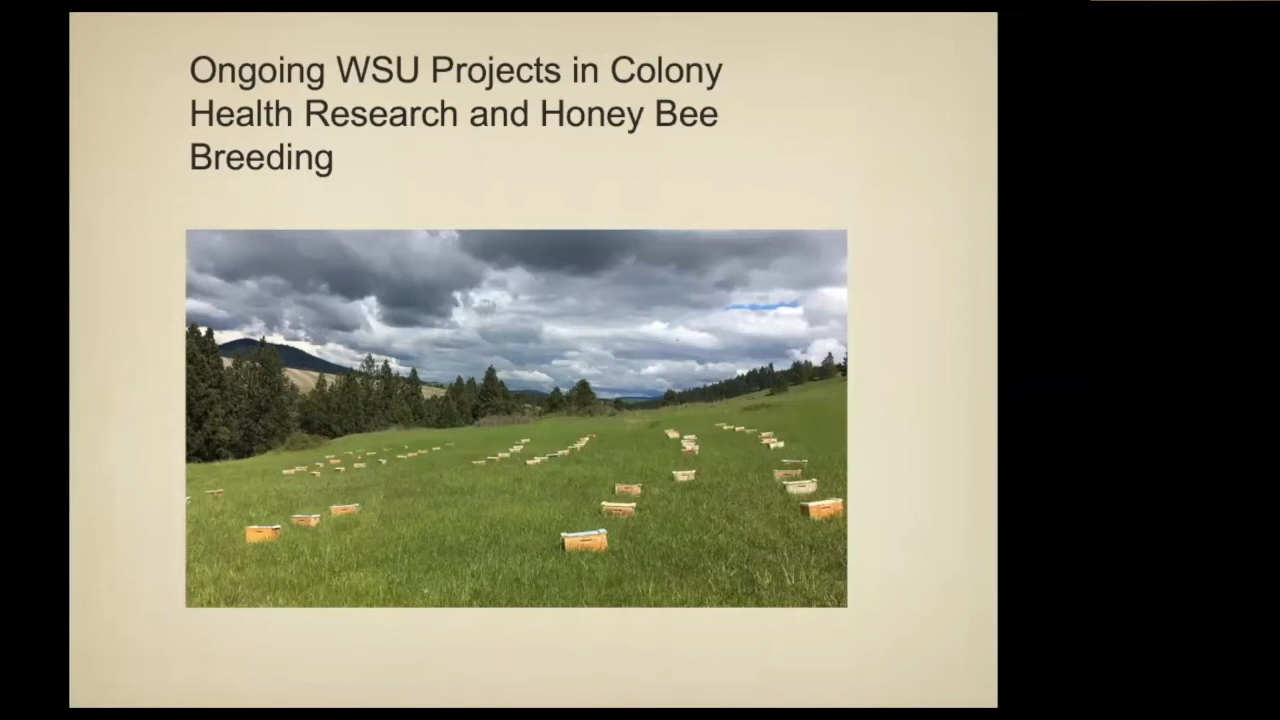 Ongoing WSU Projects in Colony
Health Research and Honey Bee
Breeding